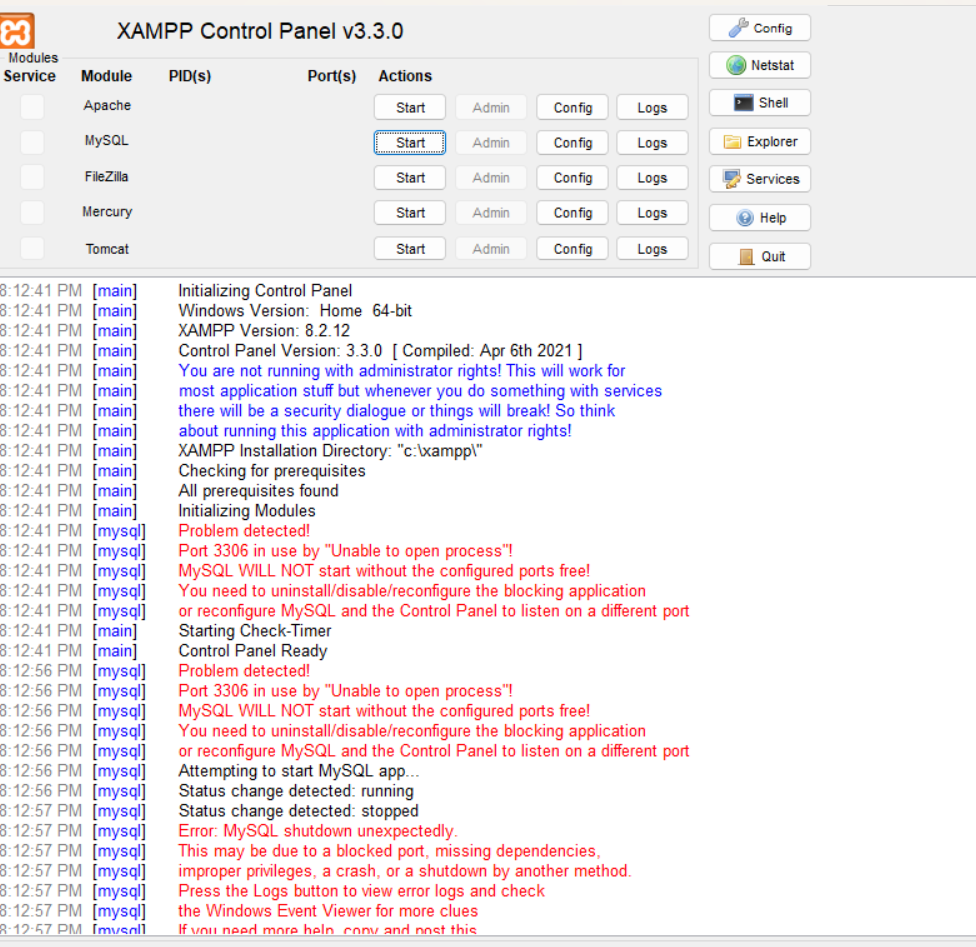 XAMPP Control Panel v3.3.0
Config
Modules
Service Module PID(s) Port(s) Actions
Netstat
Apache Start Admin Config Logs
Shell
MySQL Start Admin Config Logs
Explorer
FileZilla Start Admin Config Logs
Services
Mercury Start Admin Config Logs
Help
Tomcat Start Admin Config Logs
Quit
8:12:41 PM [main] Initializing Control Panel
8:12:41 PM [main] Windows Version: Home 64-bit
8:12:41 PM [main] XAMPP Version: 8.2.12
8:12:41 PM [main] Control Panel Version: 3.3.0 [ Compiled: Apr 6th 2021 ]
8:12:41 PM [main] You are not running with administrator rights! This will work for
8:12:41 PM [main] most application stuff but whenever you do something with services
8:12:41 PM [main] there will be a security dialogue or things will break! So think
8:12:41 PM [main] about running this application with administrator rights!
8:12:41 PM [main] XAMPP Installation Directory: "c:\xampp\"
8:12:41 PM [main] Checking for prerequisites
8:12:41 PM [main] All prerequisites found
8:12:41 PM [main] Initializing Modules
8:12:41 PM [mysql] Problem detected!
8:12:41 PM [mysql] Port 3306 in use by "Unable to open process"!
8:12:41 PM [mysql] MySQL WILL NOT start without the configured ports free!
8:12:41 PM [mysql] You need to uninstall/disable/reconfigure the blocking application
8:12:41 PM [mysql] or reconfigure MySQL and the Control Panel to listen on a different port
8:12:41 PM [main] Starting Check-Timer
8:12:41 PM [main] Control Panel Ready
8:12:56 PM [mysql] Problem detected!
8:12:56 PM [mysql] Port 3306 in use by "Unable to open process"!
8:12:56 PM [mysql] MySQL WILL NOT start without the configured ports free!
8:12:56 PM [mysql] You need to uninstall/disable/reconfigure the blocking application
8:12:56 PM [mysql] or reconfigure MySQL and the Control Panel to listen on a different port
8:12:56 PM [mysql] Attempting to start MySQL app...
8:12:56 PM [mysql] Status change detected: running
8:12:57 PM [mysql] Status change detected: stopped
8:12:57 PM [mysql] Error: MySQL shutdown unexpectedly.
8:12:57 PM [mysql] This may be due to a blocked port, missing dependencies,
8:12:57 PM [mysql] improper privileges, a crash, or a shutdown by another method.
8:12:57 PM [mysql] Press the Logs button to view error logs and check
8:12:57 PM [mysql] the Windows Event Viewer for more clues
8:12:57 PM [mysql] If you need more help, copy and post this